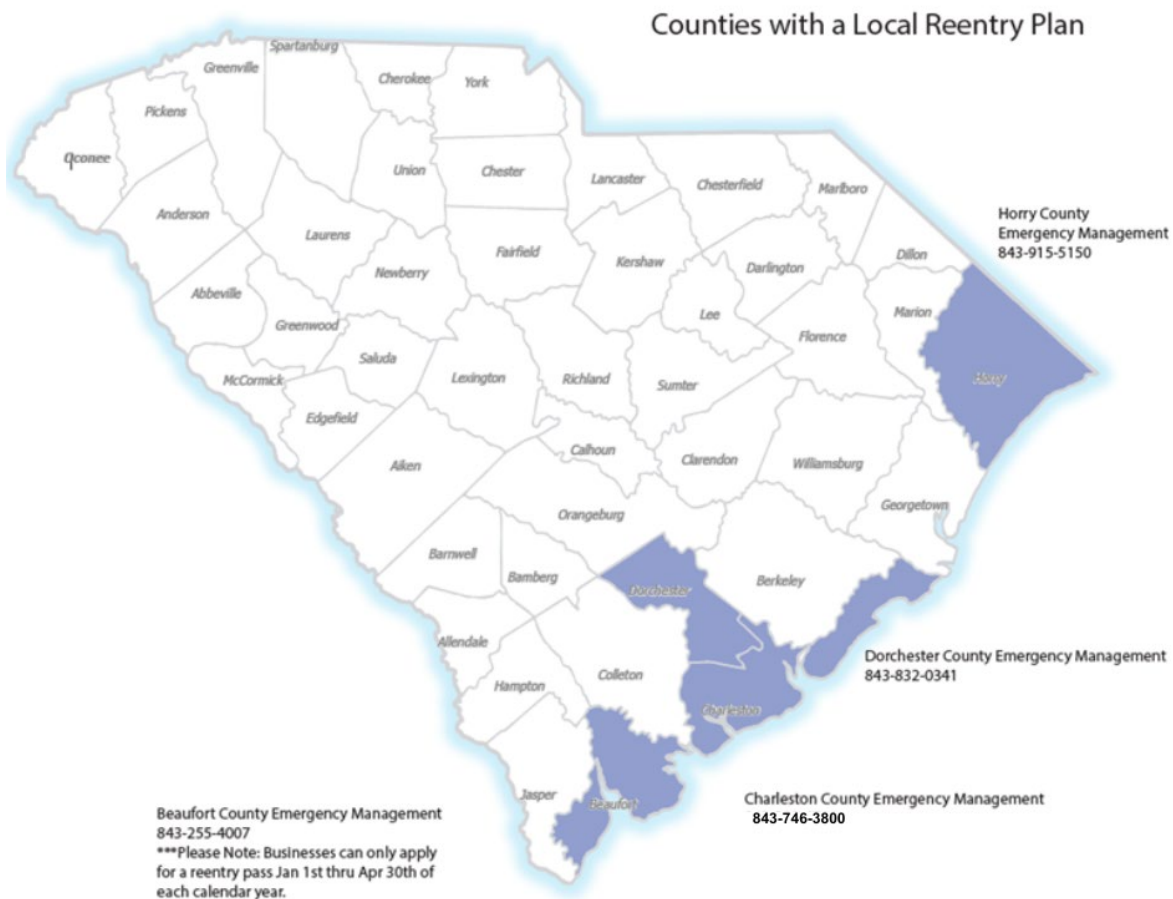 Counties with a Local Reentry Plan
Spartanburg
Greenville
Cherokee
York
Pickens
Oconee
Union
Chester
Lancaster
Chesterfield
Marlboro
Anderson
Laurens
Fairfield
Kershaw
Darlington
Dillon
Horry County
Emergency Management
843-915-5150
Newberry
Abbeville
Greenwood
Lee
Marion
Florence
Saluda
McCormick
Lexington
Richland
Sumter
Horry
Edgefield
Aiken
Calhoun
Clarendon
Williamsburg
Orangeburg
Georgetown
Barnwell
Bamberg
Dorchester
Berkeley
Allendale
Colleton
Hampton
Dorchester County Emergency Management
843-832-0341
Charleston
Jasper
Beaufort
Charleston County Emergency Management
843-746-3800
Beaufort County Emergency Management
843-255-4007
***Please Note: Businesses can only apply
for a reentry pass Jan 1st thru Apr 30th of
each calendar year.